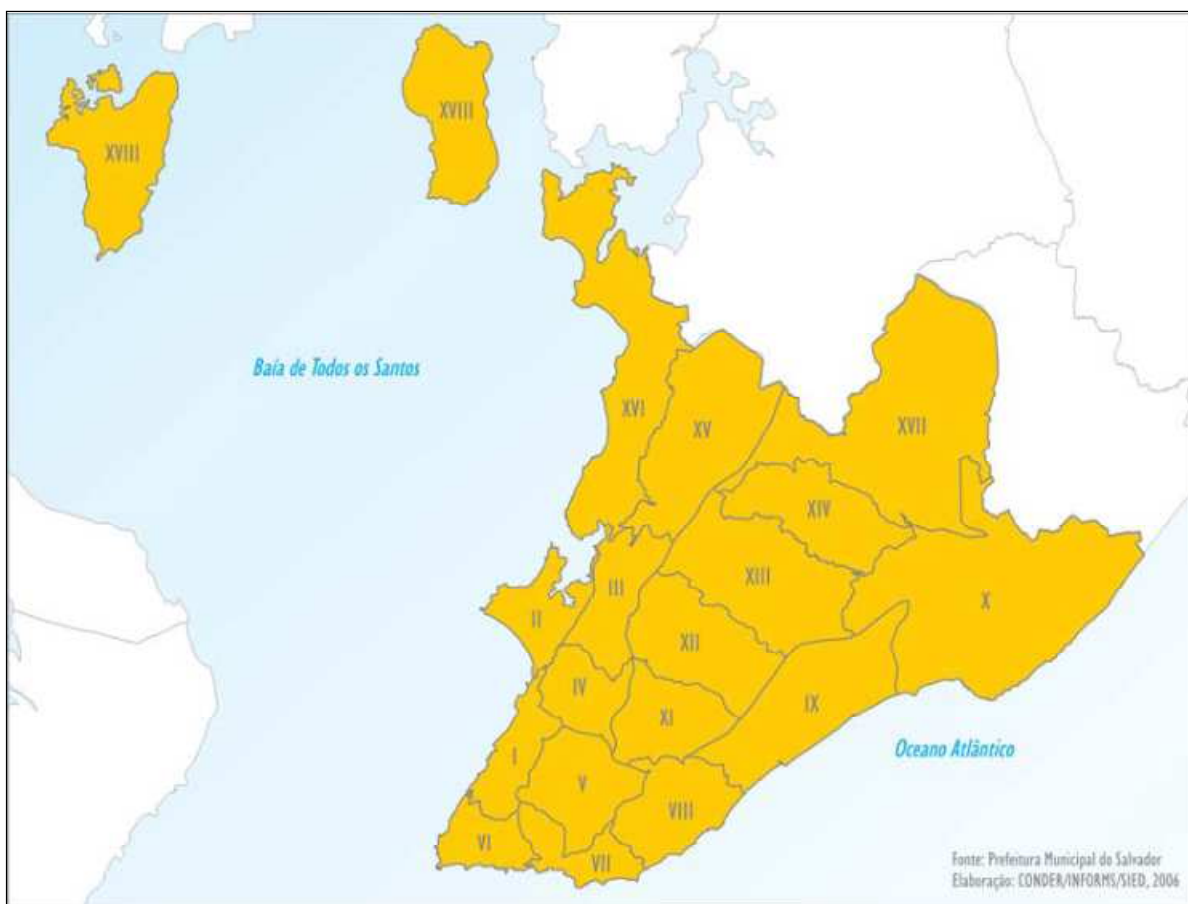 XVIII
XVIII
Baía de Todos os Santos
XVI
XV
XVII
XIV
XIII
III
II
X
XII
IV
IX
XI
Oceano Atlântico
I
V
VIII
VI
VII
Fonte: Prefeitura Municipal do Salvador
Elaboração: CONDER/INFORMS/SIED, 2006